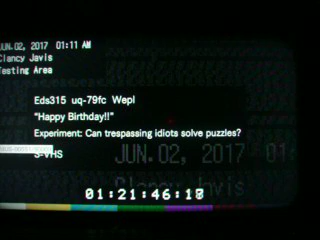 JUN.02, 2017 01:11 AM
Clancy Javis
Testing Area
Eds315 uq-79fc Wepl
“Happy Birthday!!”
Experiment: Can trespassing idiots solve puzzles?
S-VHS
JUN.02, 2017 01:
Clancy Javis
01:21:46:18